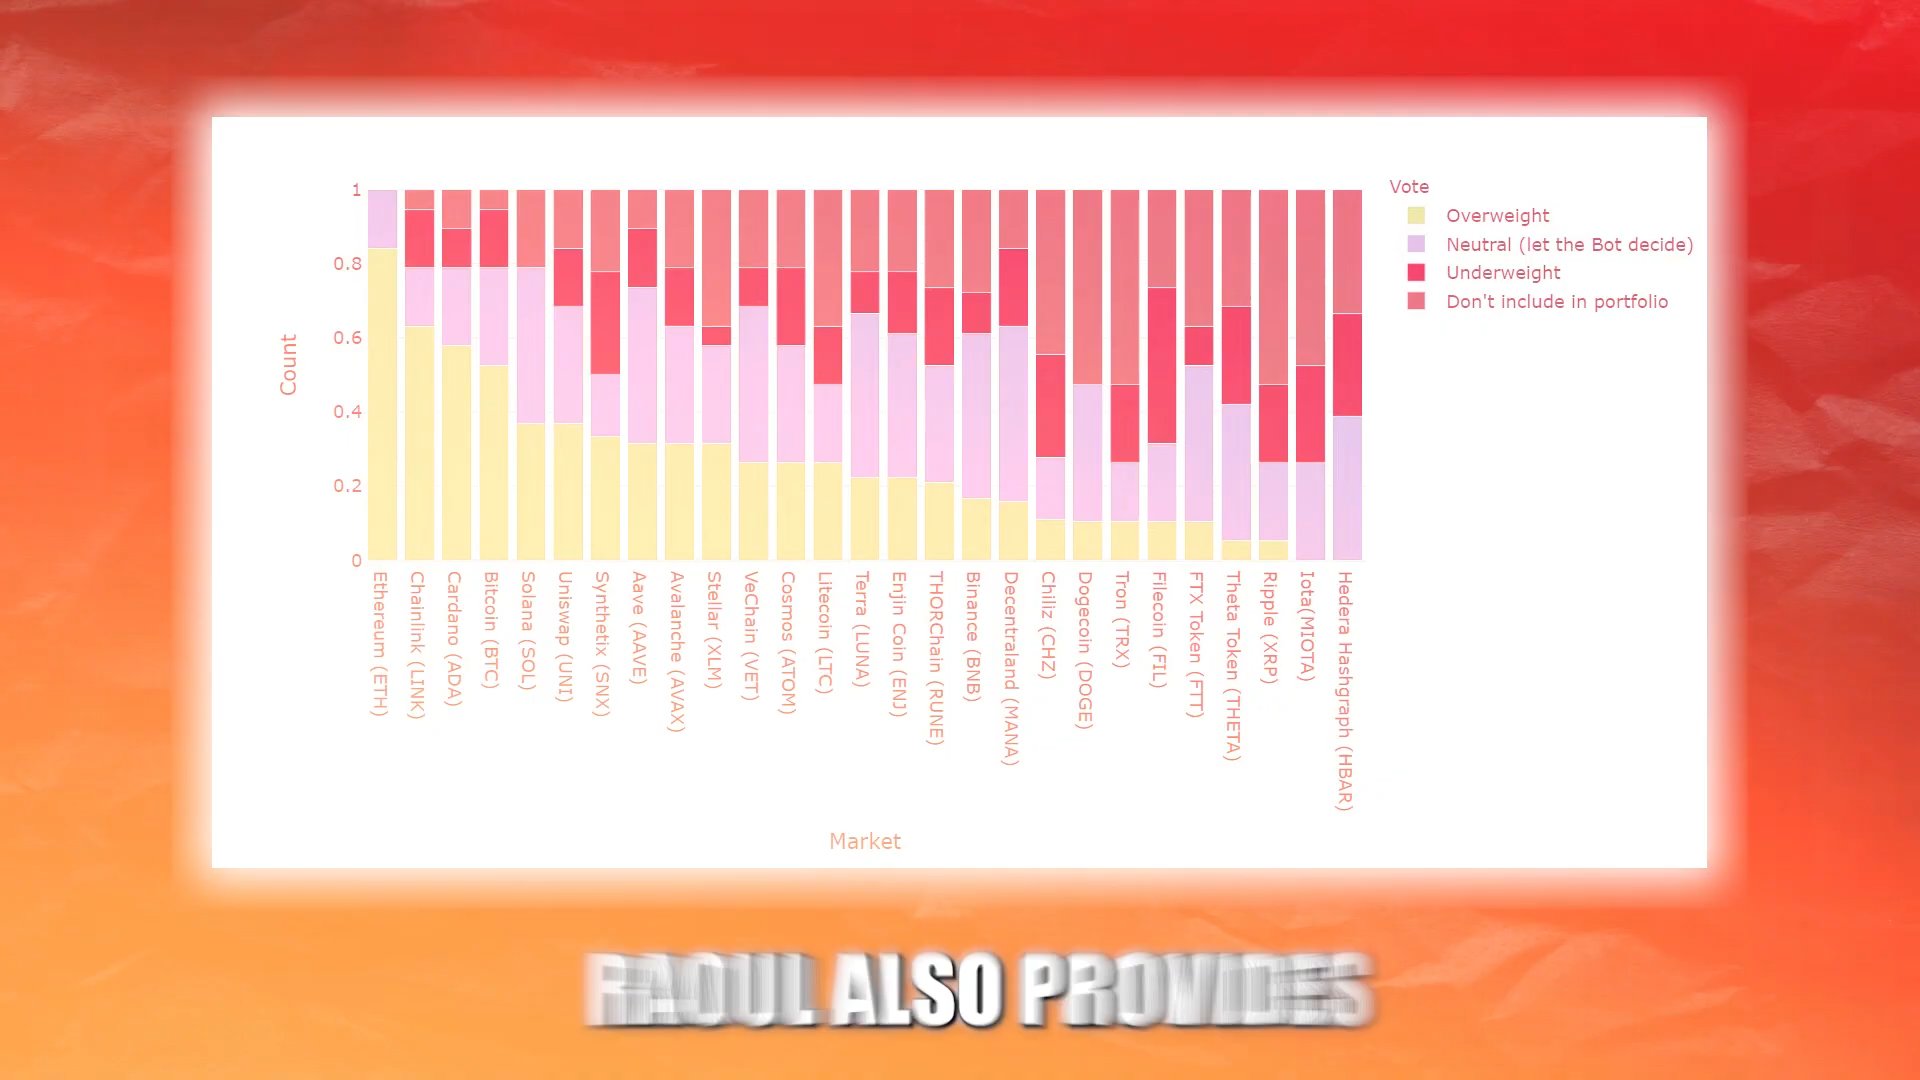 Vote
Overweight
Neutral (let the Bot decide)
Underweight
Don't include in portfolio
Count
1
0.8
0.6
0.4
0.2
0
Ethereum (ETH)
Chainlink (LINK)
Cardano (ADA)
Bitcoin (BTC)
Solana (SOL)
Uniswap (UNI)
Synthetix (SNX)
Aave (AAVE)
Avalanche (AVAX)
Stellar (XLM)
VeChain (VET)
Cosmos (ATOM)
Litecoin (LTC)
Terra (LUNA)
Enjin Coin (ENJ)
THORChain (RUNE)
Binance (BNB)
Decentraland (MANA)
Chiliz (CHZ)
Dogecoin (DOGE)
Tron (TRX)
Filecoin (FIL)
FTX Token (FTT)
Theta Token (THETA)
Ripple (XRP)
Iota(MIOTA)
Hedera Hashgraph (HBAR)
Market
RAOUL ALSO PROVIDES